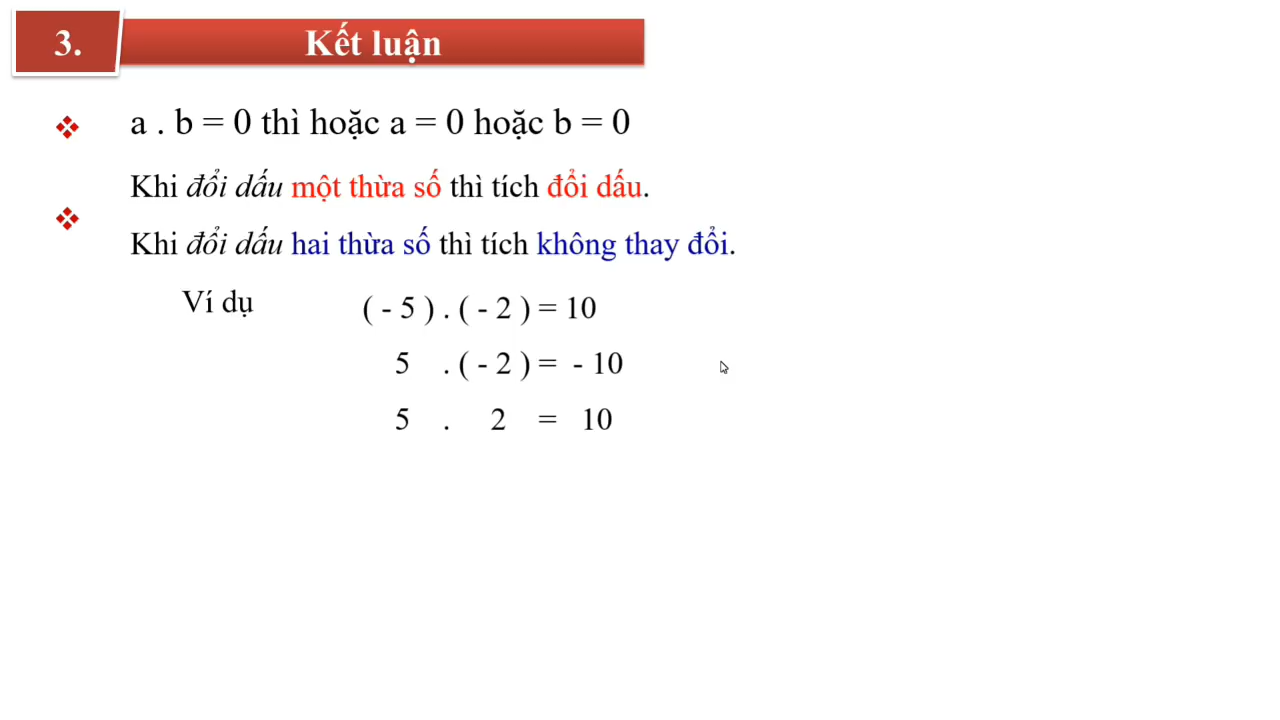 3. Kết luận
a . b = 0 thì hoặc a = 0 hoặc b = 0
Khi đổi dấu một thừa số thì tích đổi dấu.
Khi đổi dấu hai thừa số thì tích không thay đổi.
Ví dụ ( - 5 ) . ( - 2 ) = 10
5 . ( - 2 ) = - 10
5 . 2 = 10